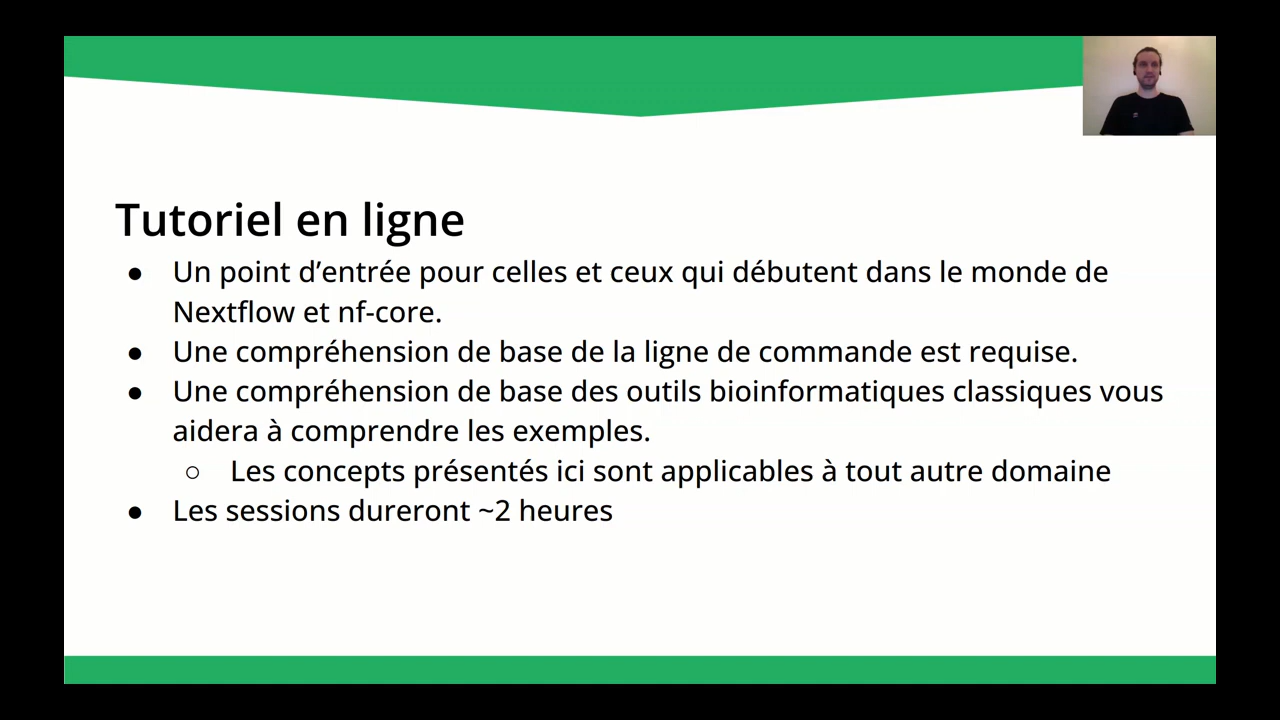 Tutoriel en ligne
● Un point d’entrée pour celles et ceux qui débutent dans le monde de
Nextflow et nf-core.
● Une compréhension de base de la ligne de commande est requise.
● Une compréhension de base des outils bioinformatiques classiques vous
aidera à comprendre les exemples.
○ Les concepts présentés ici sont applicables à tout autre domaine
● Les sessions dureront ~2 heures